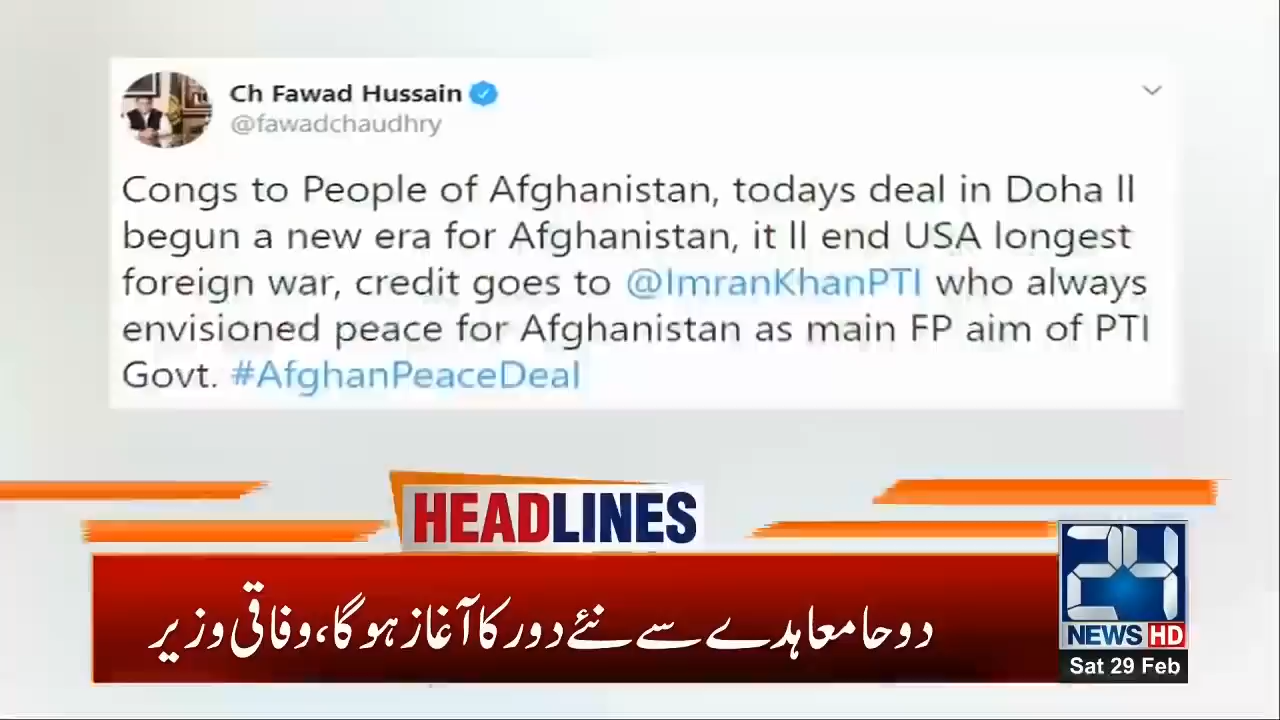 Ch Fawad Hussain
@fawadchaudhry
Congs to People of Afghanistan, todays deal in Doha ll
begun a new era for Afghanistan, it ll end USA longest
foreign war, credit goes to @ImranKhanPTI who always
envisioned peace for Afghanistan as main FP aim of PTI
Govt. #AfghanPeaceDeal
HEADLINES
دوحا معاہدے سے نئے دور کا آغاز ہوگا، وفاقی وزیر
24
NEWS HD
Sat 29 Feb